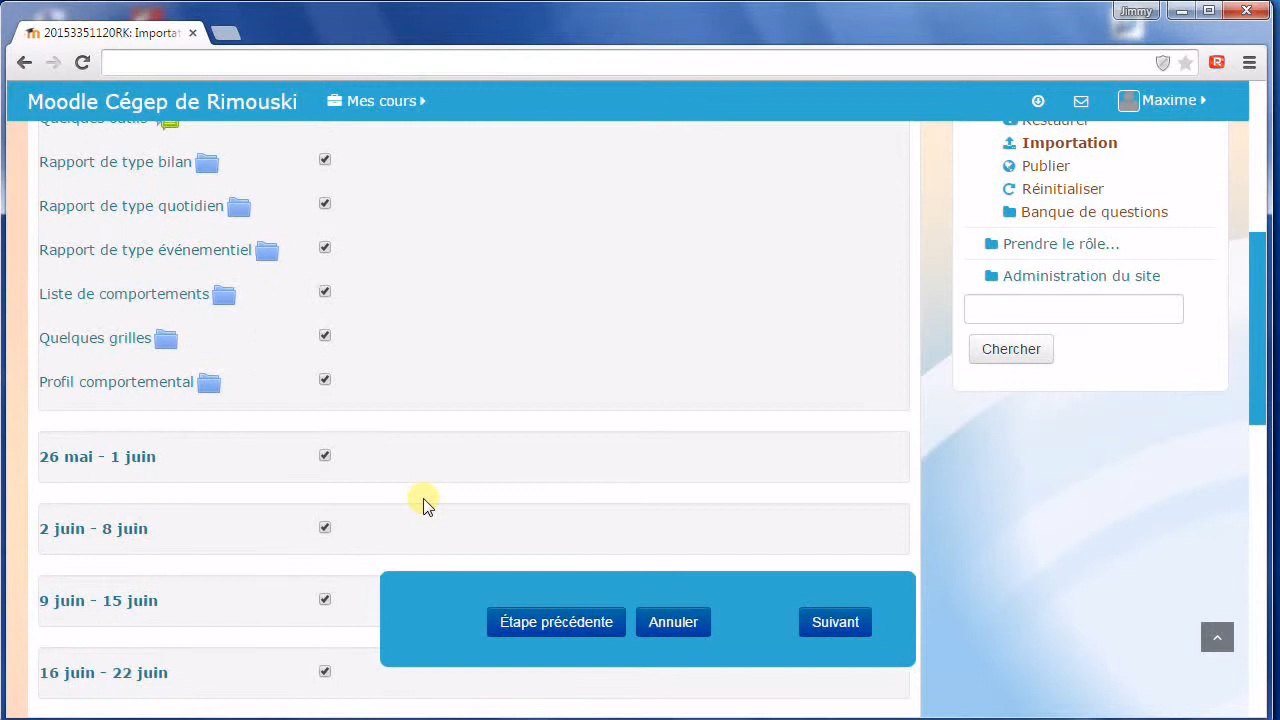 Jimmy
20153351120RK: Importat
Moodle Cégep de Rimouski
Mes cours
Maxime
Quelques outils
Rapport de type bilan
Rapport de type quotidien
Rapport de type événementiel
Liste de comportements
Quelques grilles
Profil comportemental
26 mai - 1 juin
2 juin - 8 juin
9 juin - 15 juin
16 juin - 22 juin
Étape précédente
Annuler
Suivant
Restaurer
Importation
Publier
Réinitialiser
Banque de questions
Prendre le rôle...
Administration du site
Chercher